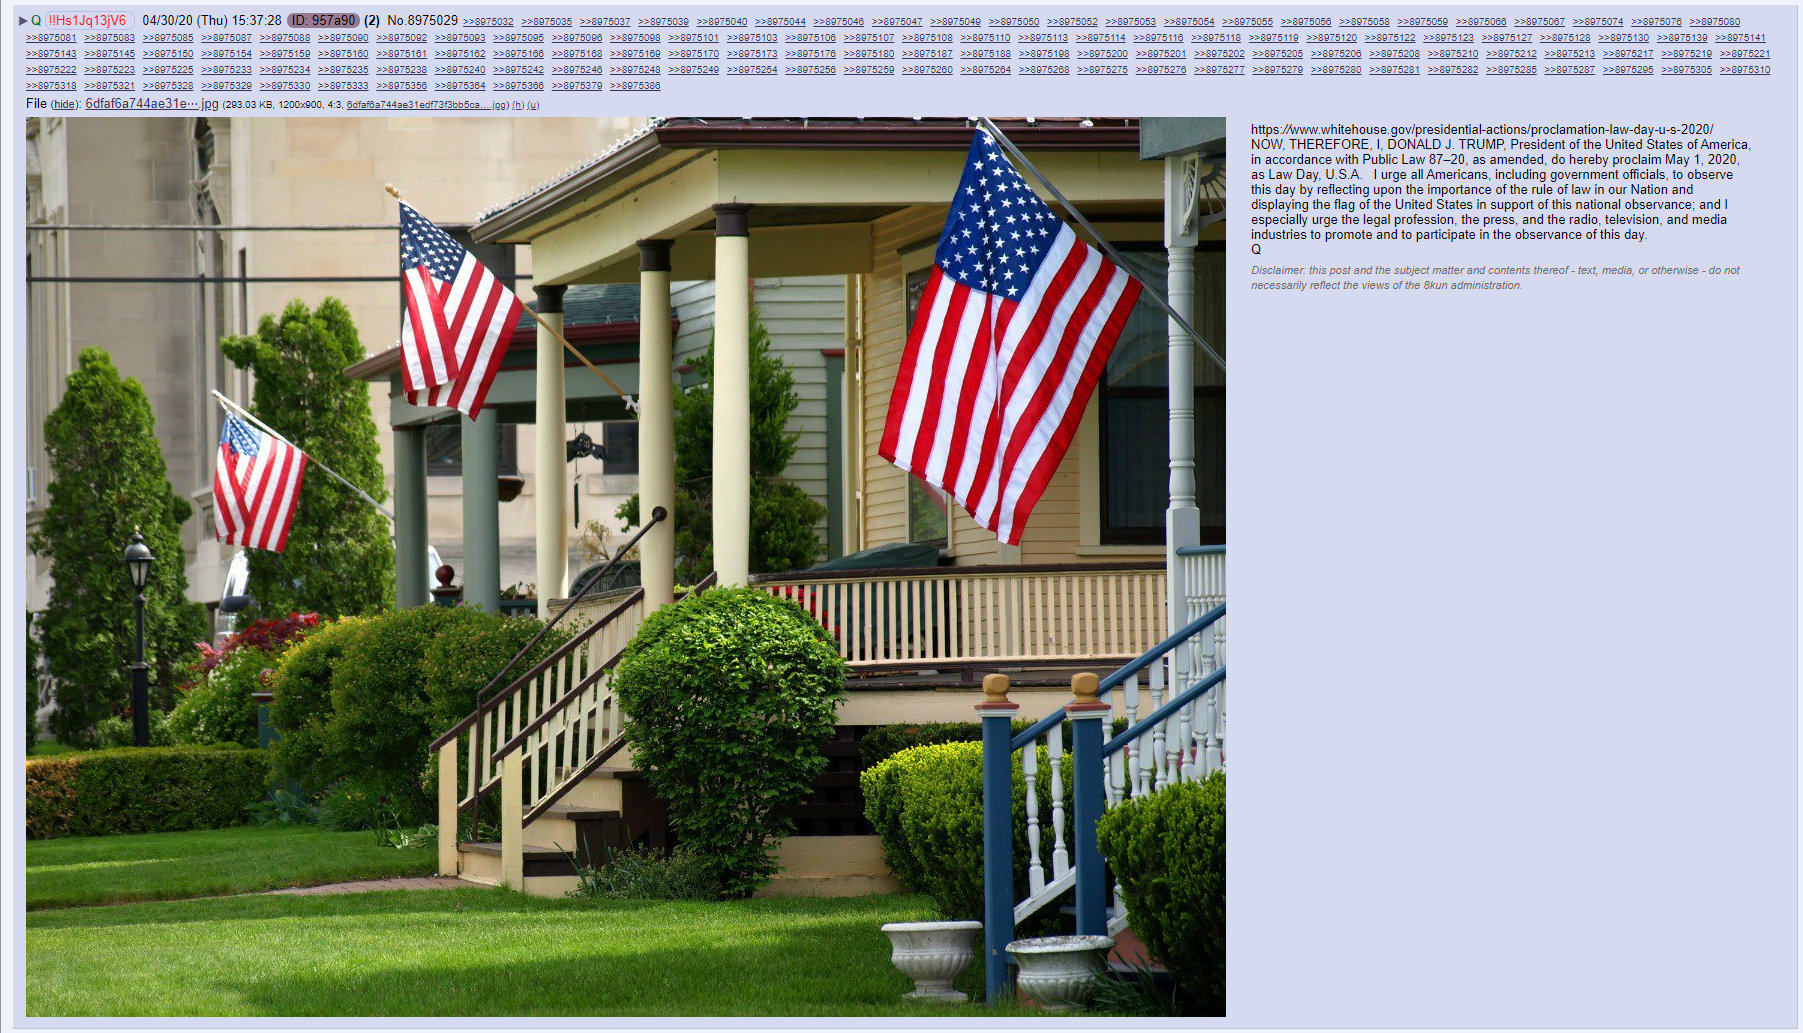 ▶ Q !!Hs1Jq13jV6 04/30/20 (Thu) 15:37:28 ID: 957a90 (2) No.8975029 >>8975032 >>8975035 >>8975037 >>8975039 >>8975040 >>8975044 >>8975046 >>8975047 >>8975049 >>8975050 >>8975052 >>8975053 >>8975054 >>8975055 >>8975056 >>8975058 >>8975059 >>8975066 >>8975067 >>8975074 >>8975076 >>8975080
>>8975081 >>8975083 >>8975085 >>8975087 >>8975088 >>8975090 >>8975092 >>8975093 >>8975095 >>8975096 >>8975098 >>8975101 >>8975103 >>8975106 >>8975107 >>8975108 >>8975110 >>8975113 >>8975114 >>8975116 >>8975118 >>8975119 >>8975120 >>8975122 >>8975123 >>8975127 >>8975128 >>8975130 >>8975139 >>8975141
>>8975143 >>8975145 >>8975150 >>8975154 >>8975159 >>8975160 >>8975161 >>8975162 >>8975166 >>8975168 >>8975169 >>8975170 >>8975173 >>8975176 >>8975180 >>8975187 >>8975188 >>8975198 >>8975200 >>8975201 >>8975202 >>8975205 >>8975206 >>8975208 >>8975210 >>8975212 >>8975213 >>8975217 >>8975219 >>8975221
>>8975222 >>8975223 >>8975225 >>8975233 >>8975234 >>8975235 >>8975238 >>8975240 >>8975242 >>8975246 >>8975248 >>8975249 >>8975254 >>8975256 >>8975259 >>8975260 >>8975264 >>8975268 >>8975275 >>8975276 >>8975277 >>8975279 >>8975280 >>8975281 >>8975282 >>8975285 >>8975287 >>8975295 >>8975305 >>8975310
>>8975318 >>8975321 >>8975328 >>8975329 >>8975330 >>8975333 >>8975356 >>8975364 >>8975366 >>8975379 >>8975386
File (hide): 6dfaf6a744ae31e⋯.jpg (293.03 KB, 1200x900, 4:3, 6dfaf6a744ae31edf73f3bb5ca....jpg) (h) (u)
https://www.whitehouse.gov/presidential-actions/proclamation-law-day-u-s-2020/
NOW, THEREFORE, I, DONALD J. TRUMP, President of the United States of America,
in accordance with Public Law 87–20, as amended, do hereby proclaim May 1, 2020,
as Law Day, U.S.A.   I urge all Americans, including government officials, to observe
this day by reflecting upon the importance of the rule of law in our Nation and
displaying the flag of the United States in support of this national observance; and I
especially urge the legal profession, the press, and the radio, television, and media
industries to promote and to participate in the observance of this day.
Q
Disclaimer: this post and the subject matter and contents thereof - text, media, or otherwise - do not
necessarily reflect the views of the 8kun administration.